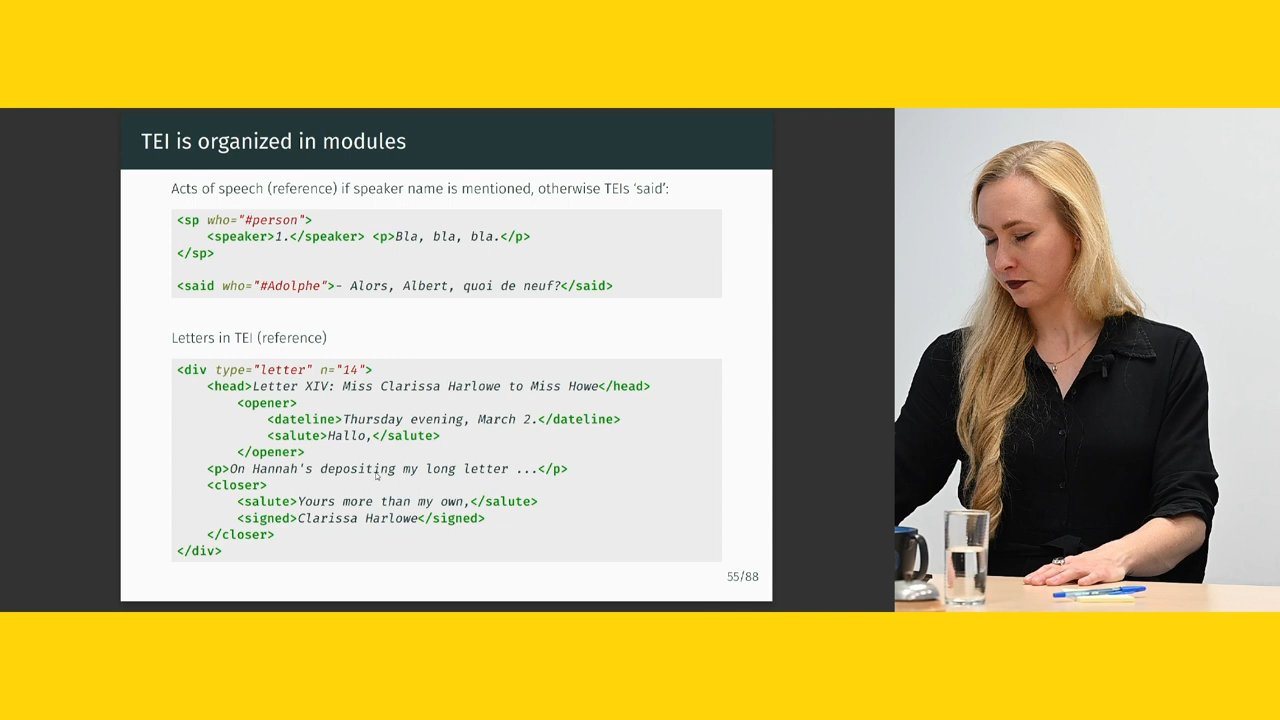 TEI is organized in modules
Acts of speech (reference) if speaker name is mentioned, otherwise TEIs ‘said’:
<sp who="#person">
<speaker>1.</speaker> <p>Bla, bla, bla.</p>
</sp>
<said who="#Adolphe">- Alors, Albert, quoi de neuf?</said>
Letters in TEI (reference)
<div type="letter" n="14">
<head>Letter XIV: Miss Clarissa Harlowe to Miss Howe</head>
<opener>
<dateline>Thursday evening, March 2.</dateline>
<salute>Hallo,</salute>
</opener>
<p>On Hannah's depositing my long letter ...</p>
<closer>
<salute>Yours more than my own,</salute>
<signed>Clarissa Harlowe</signed>
</closer>
</div>
55/88